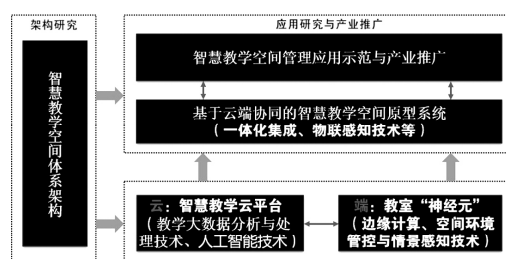 架构研究
智慧教学空间体系架构
应用研究与产业推广
智慧教学空间管理应用示范与产业推广
基于云端协同的智慧教学空间原型系统
（一体化集成、物联感知技术等）
云：智慧教学云平台
（教学大数据分析与处
理技术、人工智能技术）
端：教室“神经元”
（边缘计算、空间环境
管控与情景感知技术）